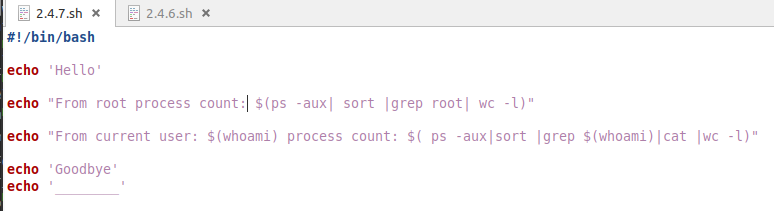 2.4.7.sh × 2.4.6.sh ×
#!/bin/bash
echo 'Hello'
echo "From root process count: $(ps -aux| sort |grep root| wc -l)"
echo "From current user: $(whoami) process count: $( ps -aux|sort |grep $(whoami)|cat |wc -l)"
echo 'Goodbye'
echo '________'